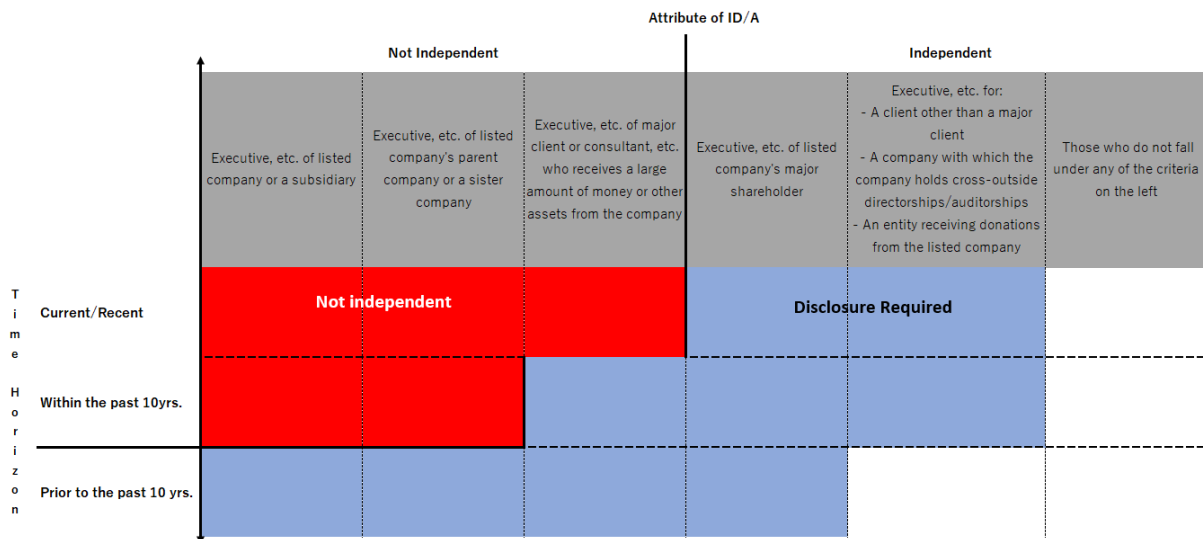 Attribute of ID/A
Not Independent
Independent
Executive, etc. of listed
company or a subsidiary
Executive, etc. of listed
company's parent
company or a sister
company
Executive, etc. of major
client or consultant, etc.
who receives a large
amount of money or other
assets from the company
Executive, etc. of listed
company's major
shareholder
Executive, etc. for:
- A client other than a major
client
- A company with which the
company holds cross-outside
directorships/auditorships
- An entity receiving donations
from the listed company
Those who do not fall
under any of the criteria
on the left
Time Horizon
Current/Recent
Not independent
Disclosure Required
Within the past 10yrs.
Prior to the past 10 yrs.